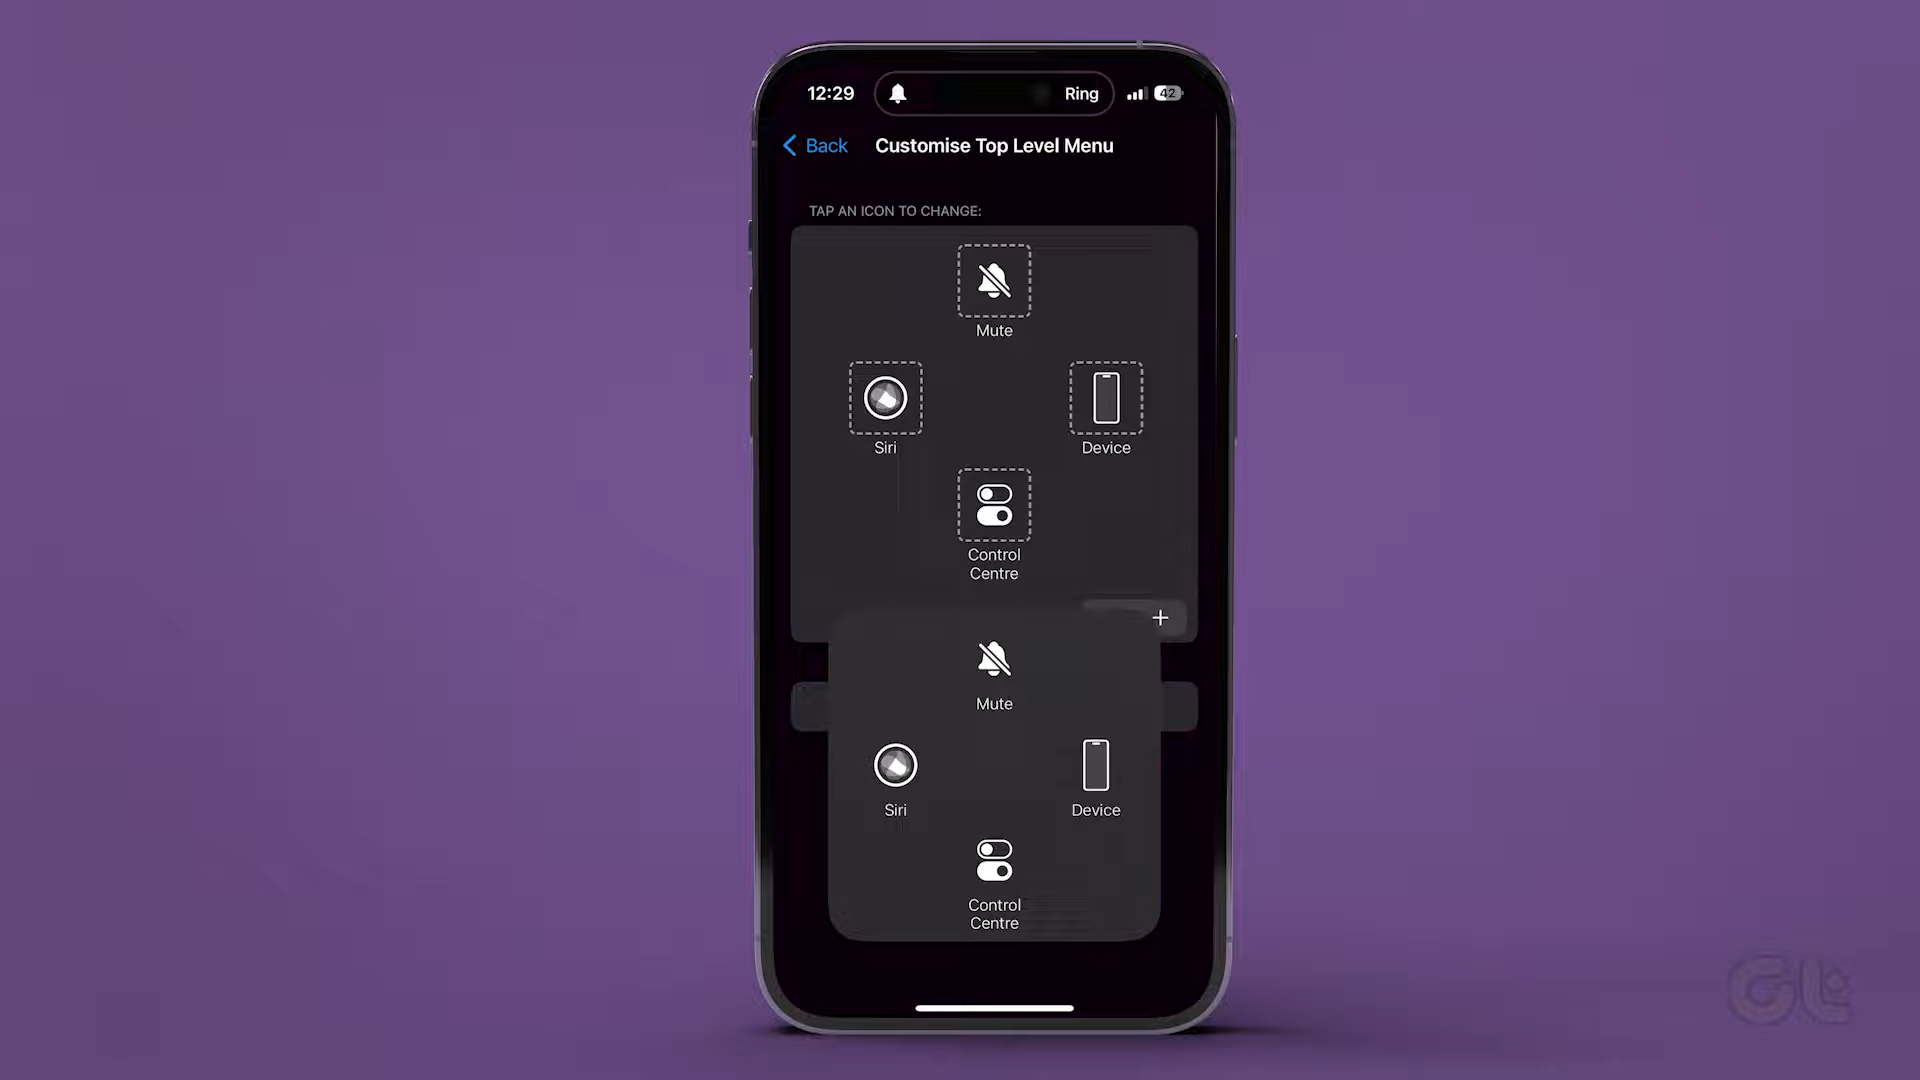 12:29 Ring 42
Back Customise Top Level Menu
TAP AN ICON TO CHANGE:
Mute
Siri Device
Control
Centre
+
Mute
Siri Device
Control
Centre
GL